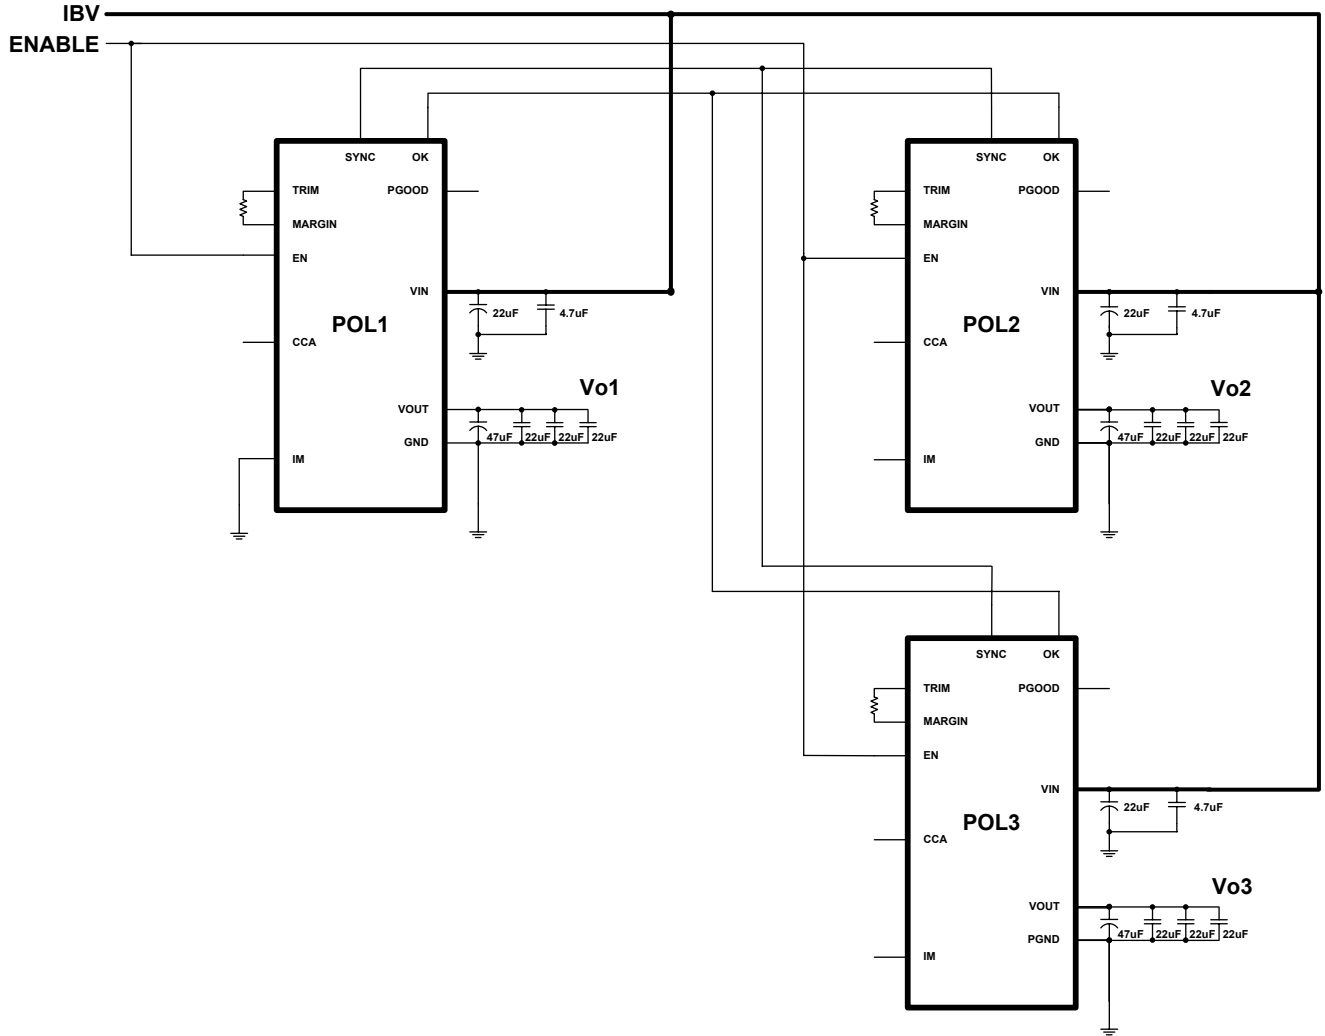 IBV
ENABLE
SYNC OK
TRIM PGOOD
MARGIN
EN
VIN
22uF 4.7uF
POL1
CCA
Vo1
VOUT
47uF 22uF 22uF 22uF
GND
IM
SYNC OK
TRIM PGOOD
MARGIN
EN
VIN
22uF 4.7uF
POL2
CCA
Vo2
VOUT
47uF 22uF 22uF 22uF
GND
IM
SYNC OK
TRIM PGOOD
MARGIN
EN
VIN
22uF 4.7uF
POL3
CCA
Vo3
VOUT
47uF 22uF 22uF 22uF
PGND
IM